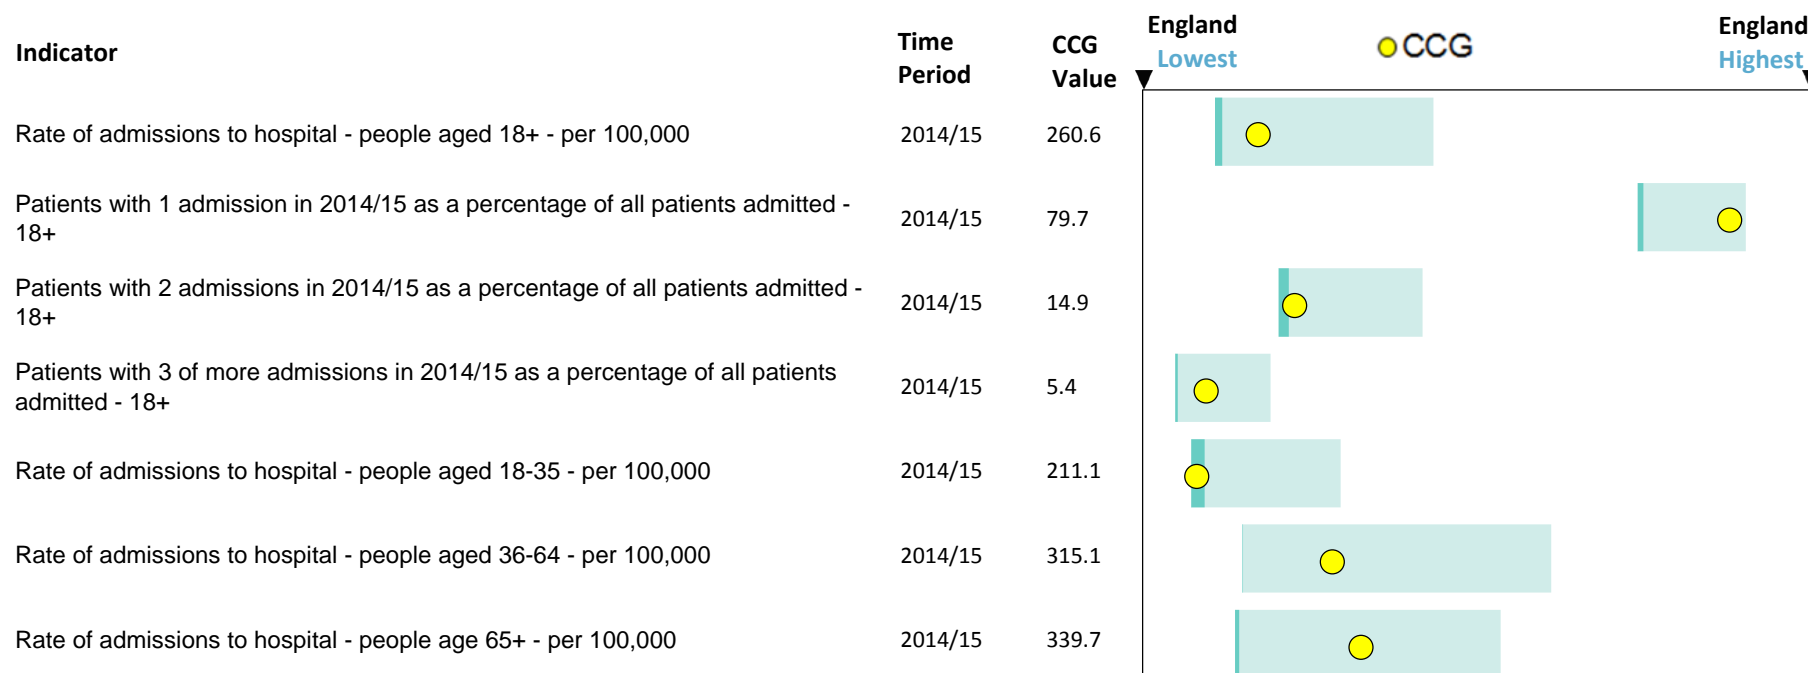 Indicator
Time Period
CCG Value
England Lowest
CCG
England Highest
Rate of admissions to hospital - people aged 18+ - per 100,000 2014/15 260.6
Patients with 1 admission in 2014/15 as a percentage of all patients admitted -
18+
2014/15 79.7
Patients with 2 admissions in 2014/15 as a percentage of all patients admitted -
18+
2014/15 14.9
Patients with 3 of more admissions in 2014/15 as a percentage of all patients
admitted - 18+
2014/15 5.4
Rate of admissions to hospital - people aged 18-35 - per 100,000 2014/15 211.1
Rate of admissions to hospital - people aged 36-64 - per 100,000 2014/15 315.1
Rate of admissions to hospital - people age 65+ - per 100,000 2014/15 339.7